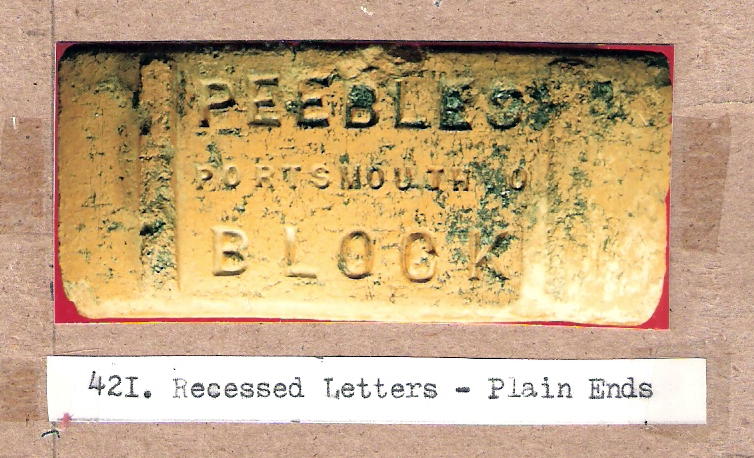 PEEBLES
PORTSMOUTH O
BLOCK
421. Recessed Letters - Plain Ends